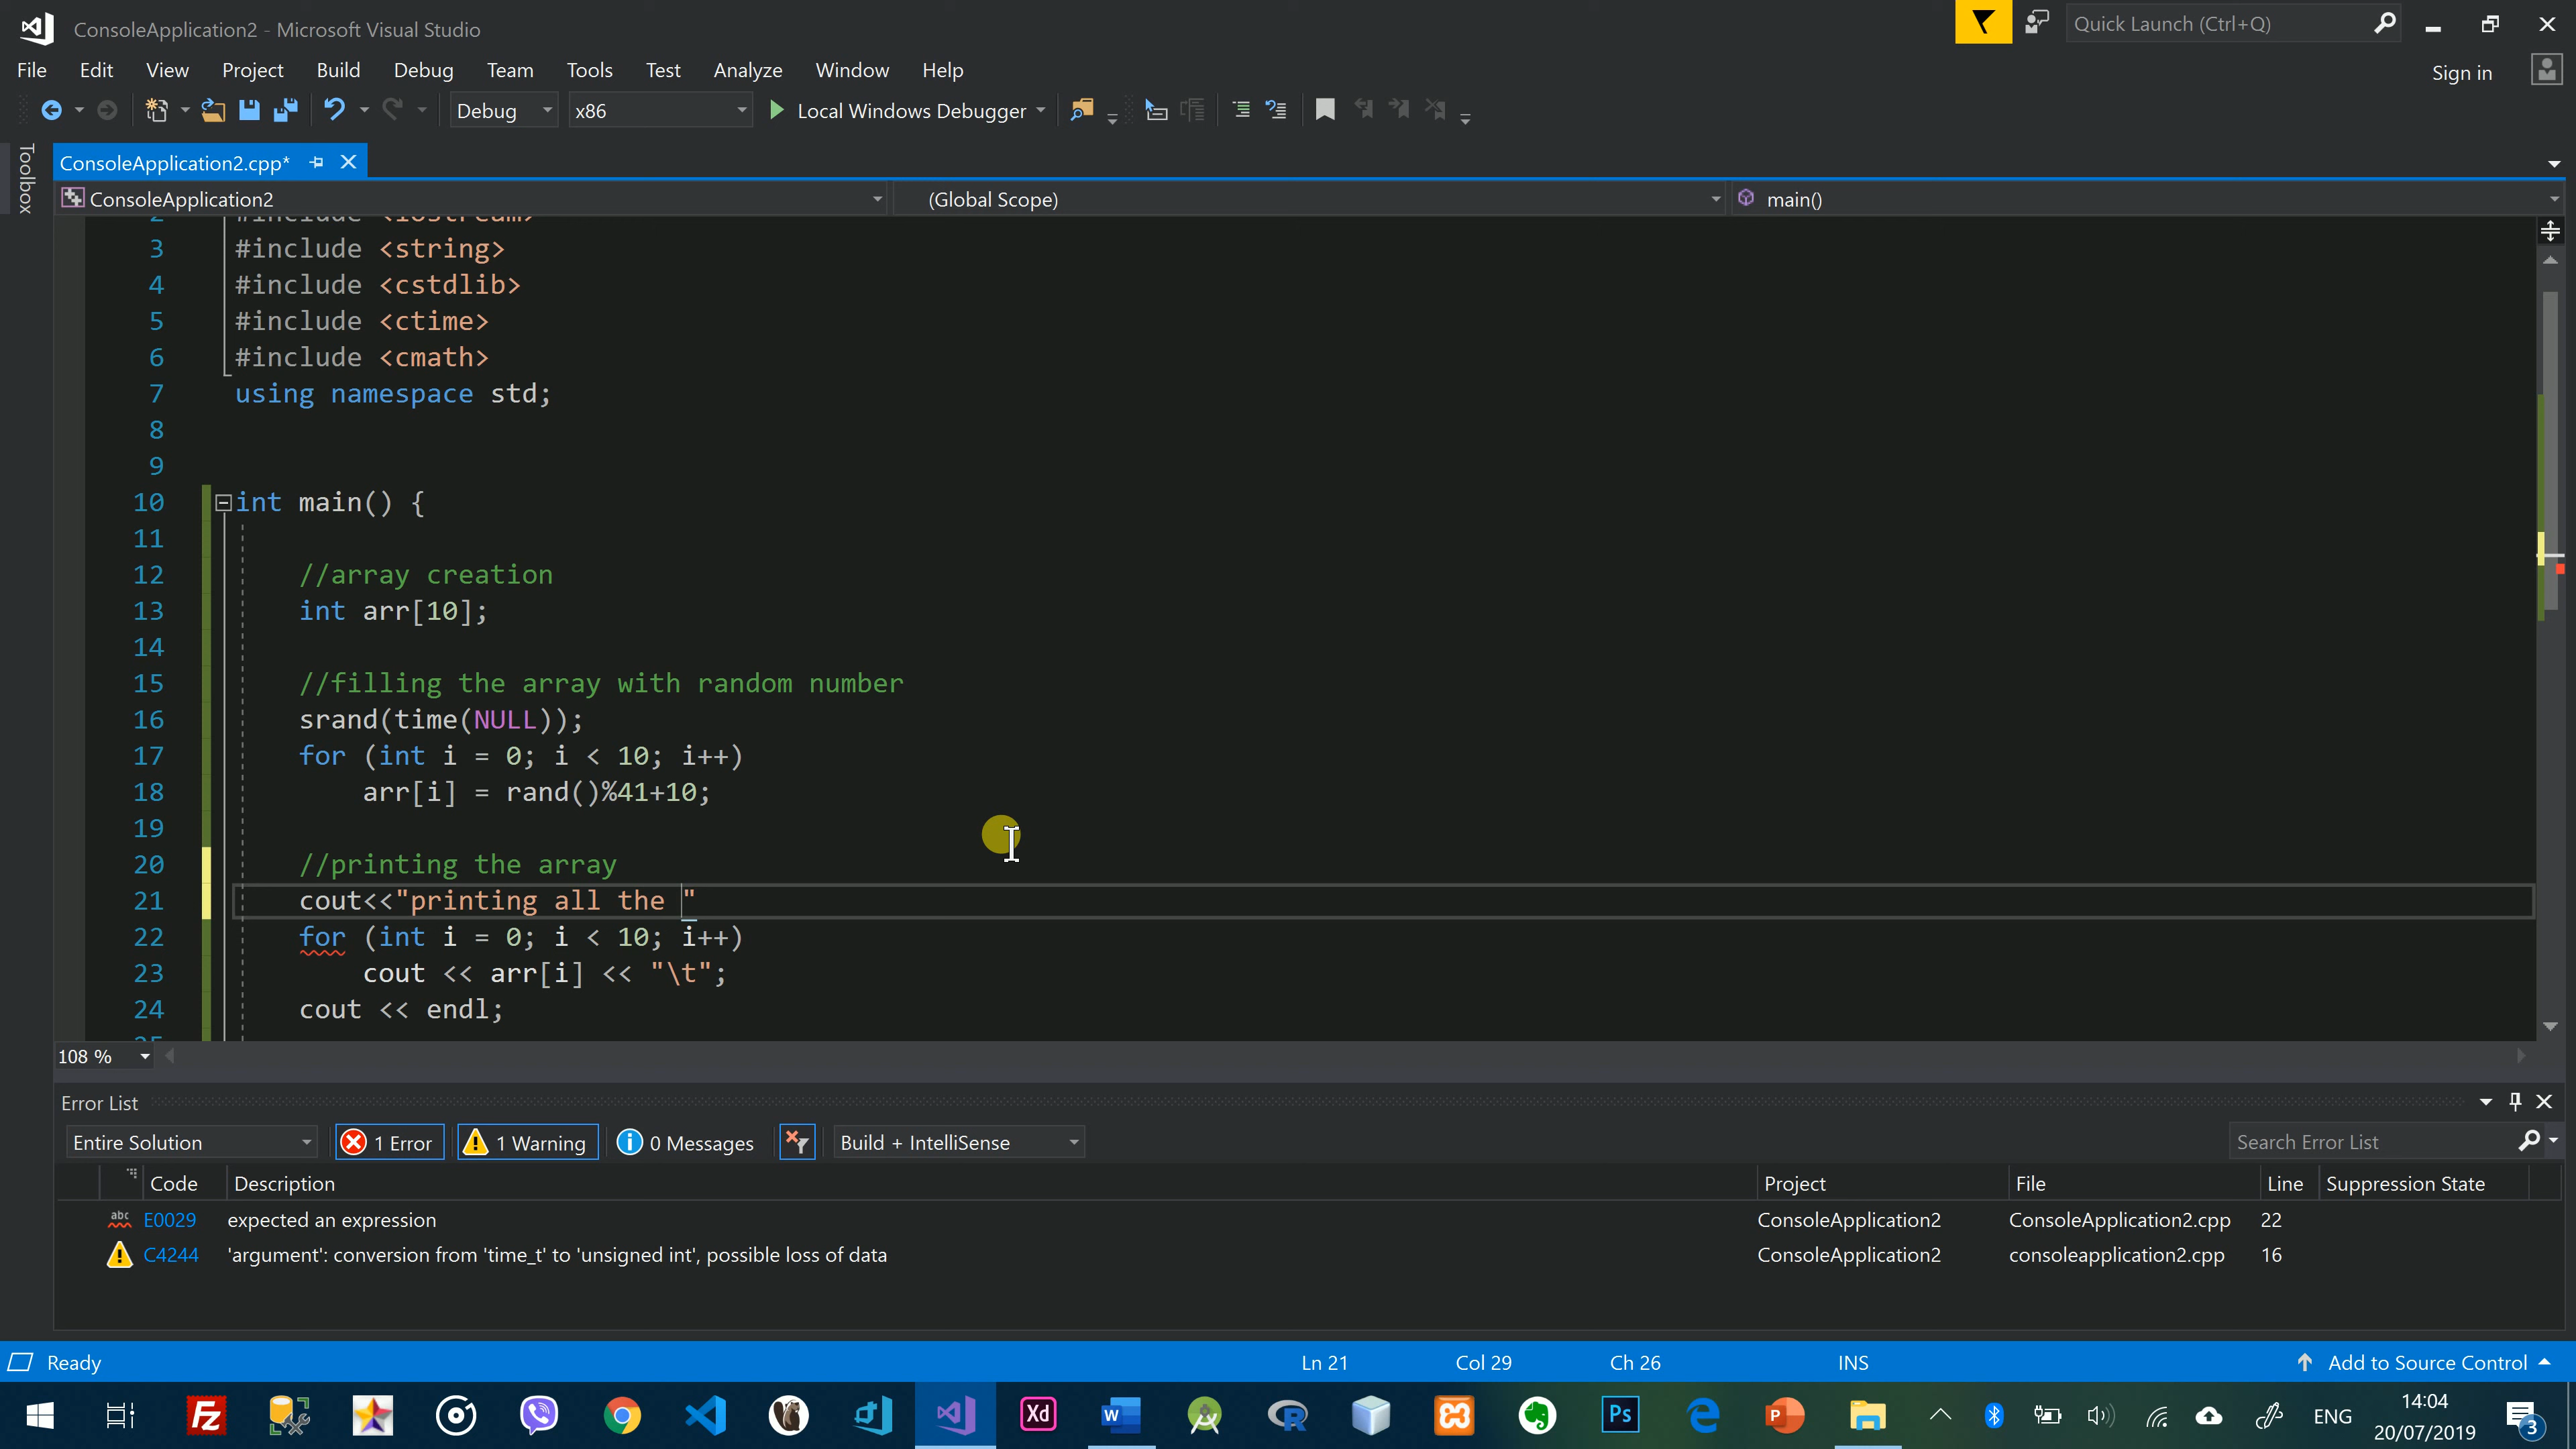 ConsoleApplication2 - Microsoft Visual Studio
Quick Launch (Ctrl+Q)
File Edit View Project Build Debug Team Tools Test Analyze Window Help
Sign in
Debug x86 Local Windows Debugger
Toolbox
ConsoleApplication2.cpp*
ConsoleApplication2 (Global Scope) main()
2 #include <iostream>
3 #include <string>
4 #include <cstdlib>
5 #include <ctime>
6 #include <cmath>
7 using namespace std;
8
9
10 int main() {
11
12 //array creation
13 int arr[10];
14
15 //filling the array with random number
16 srand(time(NULL));
17 for (int i = 0; i < 10; i++)
18 arr[i] = rand()%41+10;
19
20 //printing the array
21 cout<<"printing all the "
22 for (int i = 0; i < 10; i++)
23 cout << arr[i] << "\t";
24 cout << endl;
25
108 %
Error List
Entire Solution 1 Error 1 Warning 0 Messages Build + IntelliSense Search Error List
Code Description Project File Line Suppression State
abc E0029 expected an expression ConsoleApplication2 ConsoleApplication2.cpp 22
C4244 'argument': conversion from 'time_t' to 'unsigned int', possible loss of data ConsoleApplication2 consoleapplication2.cpp 16
Ready Ln 21 Col 29 Ch 26 INS Add to Source Control
Fz Xd W R Ps P ENG 14:04
20/07/2019 3